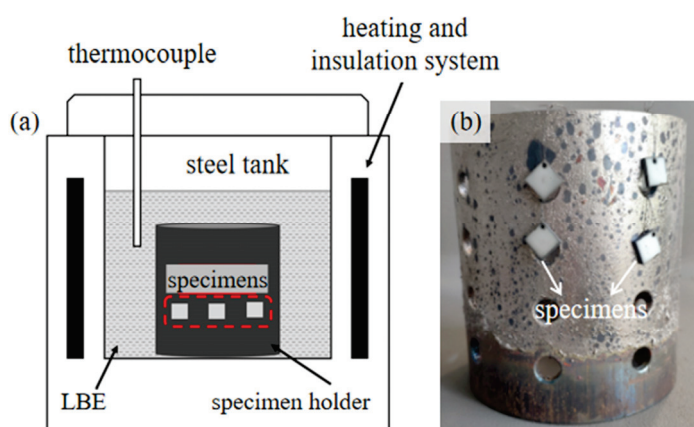 heating and
insulation system
thermocouple
(a)
steel tank
specimens
LBE
specimen holder
(b)
specimens